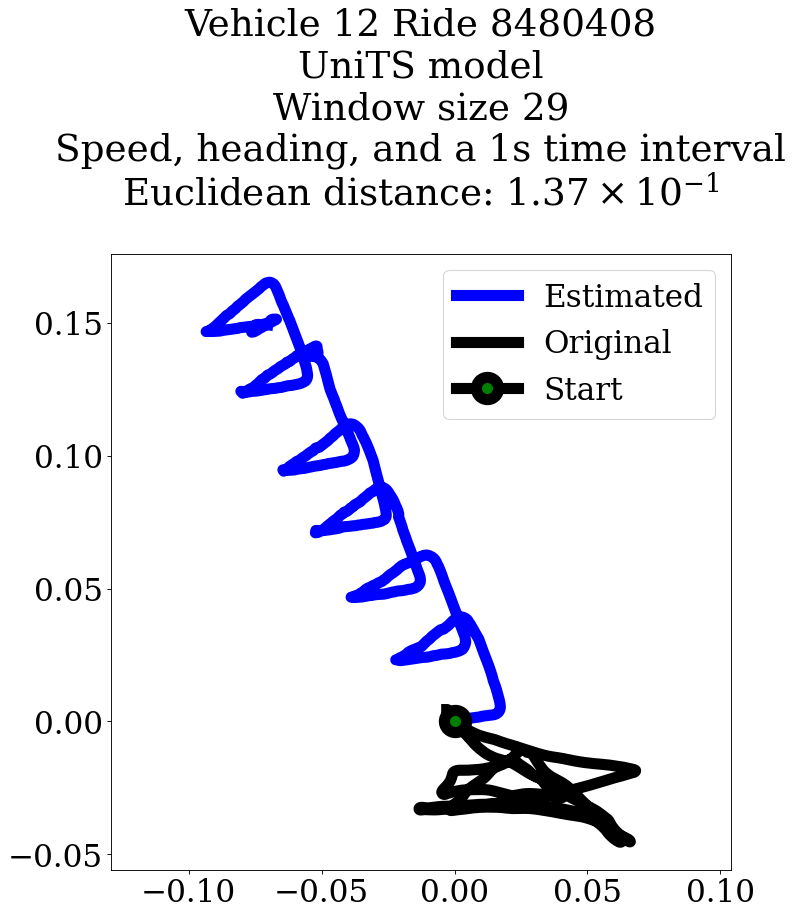 Vehicle 12 Ride 8480408
UniTS model
Window size 29
Speed, heading, and a 1s time interval
Euclidean distance: 1.37 × 10⁻¹
Estimated
Original
Start
0.15
0.10
0.05
0.00
−0.05
−0.10
−0.05
0.00
0.05
0.10